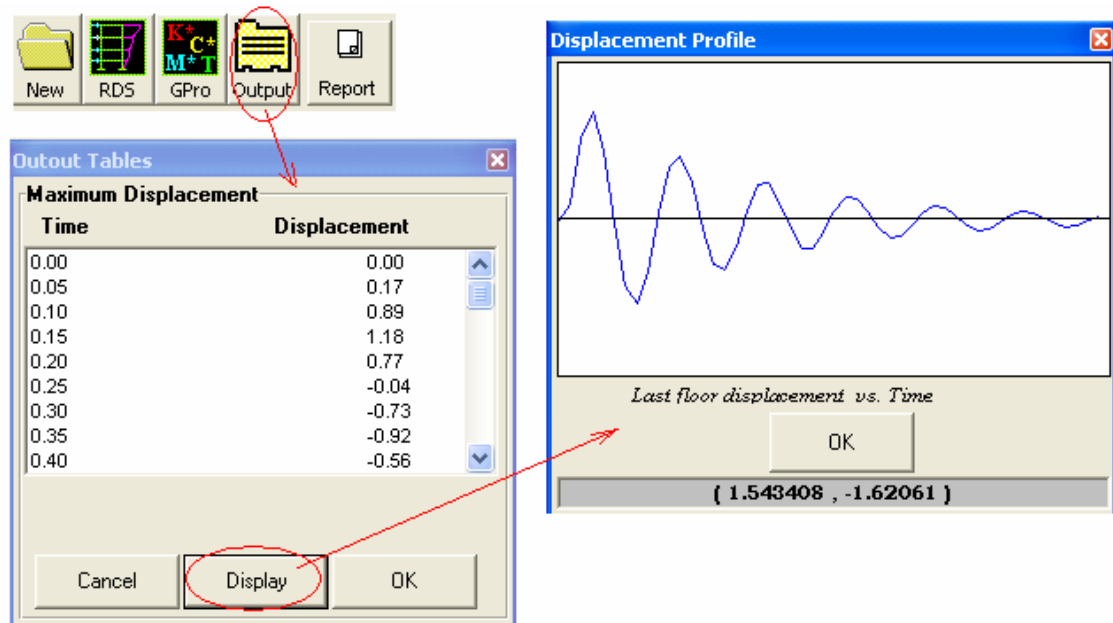 K*
C*
M* T
New RDS GPro Output Report
Outout Tables
Maximum Displacement
Time Displacement
0.00 0.00
0.05 0.17
0.10 0.89
0.15 1.18
0.20 0.77
0.25 -0.04
0.30 -0.73
0.35 -0.92
0.40 -0.56
Cancel Display OK
Displacement Profile
Last floor displacement vs. Time
OK
( 1.543408 , -1.62061 )